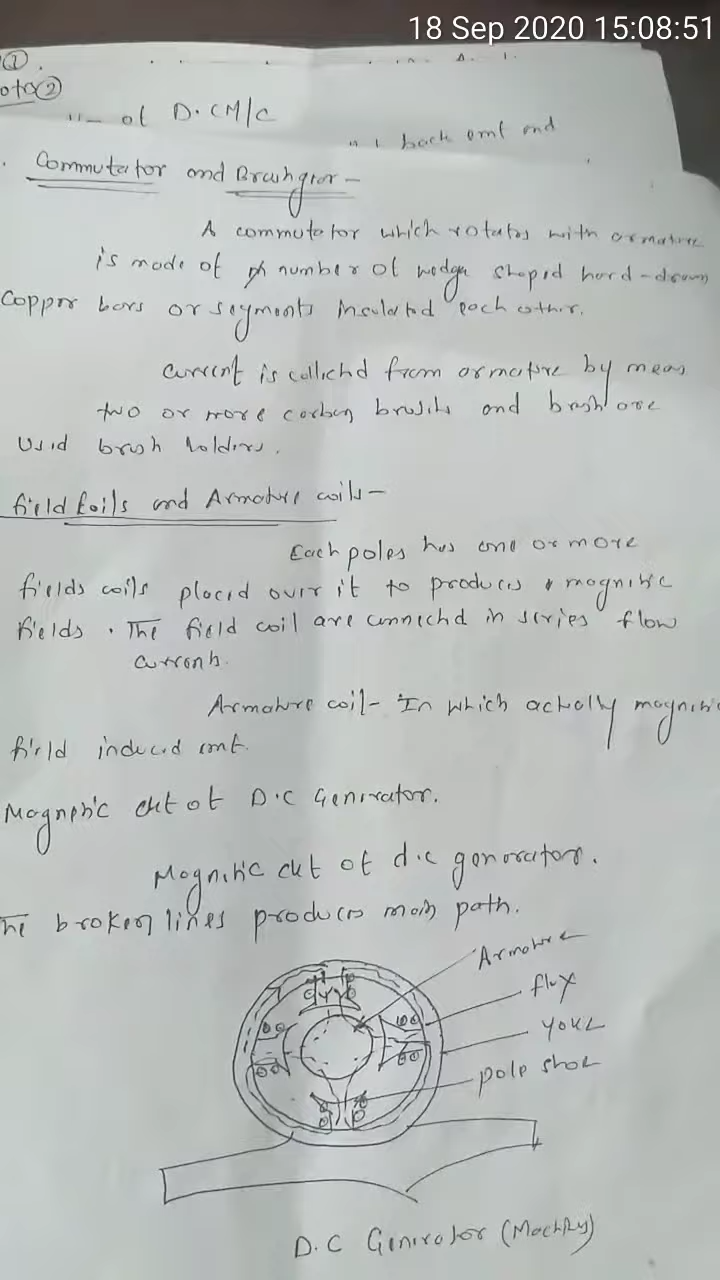 18 Sep 2020 15:08:51
①.
②
of D.C M/C
back emf and
Commutator and Brushgear-
A commutator which rotates with armature
is made of number of wedge shaped hard-drawn
Copper bars or segments insulated each other.
Current is collected from armature by means
two or more carbon brushes and brush are
Used brush holders.
field Coils and Armature coils-
Each poles has one or more
fields coils placed over it to produces magnetic
fields. The field coil are connected in series flow
currents.
Armature coil- In which actually magnetic
field induced emf.
Magnetic ckt of D.C Generator.
Magnetic ckt of d.c generator.
The broken lines produces main path.
Armature
flux
YOKE
pole shoe
D.C Generator (Machine)